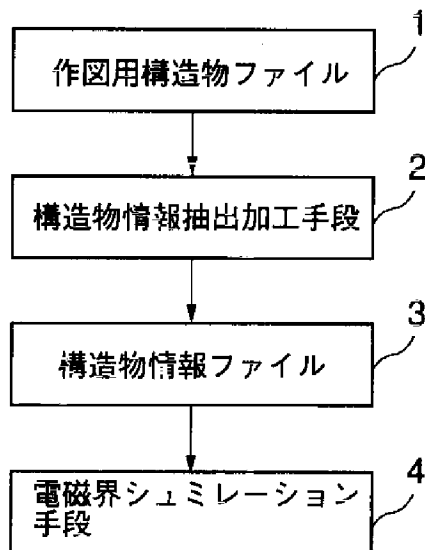 1
作図用構造物ファイル
2
構造物情報抽出加工手段
3
構造物情報ファイル
4
電磁界シュミレーション
手段